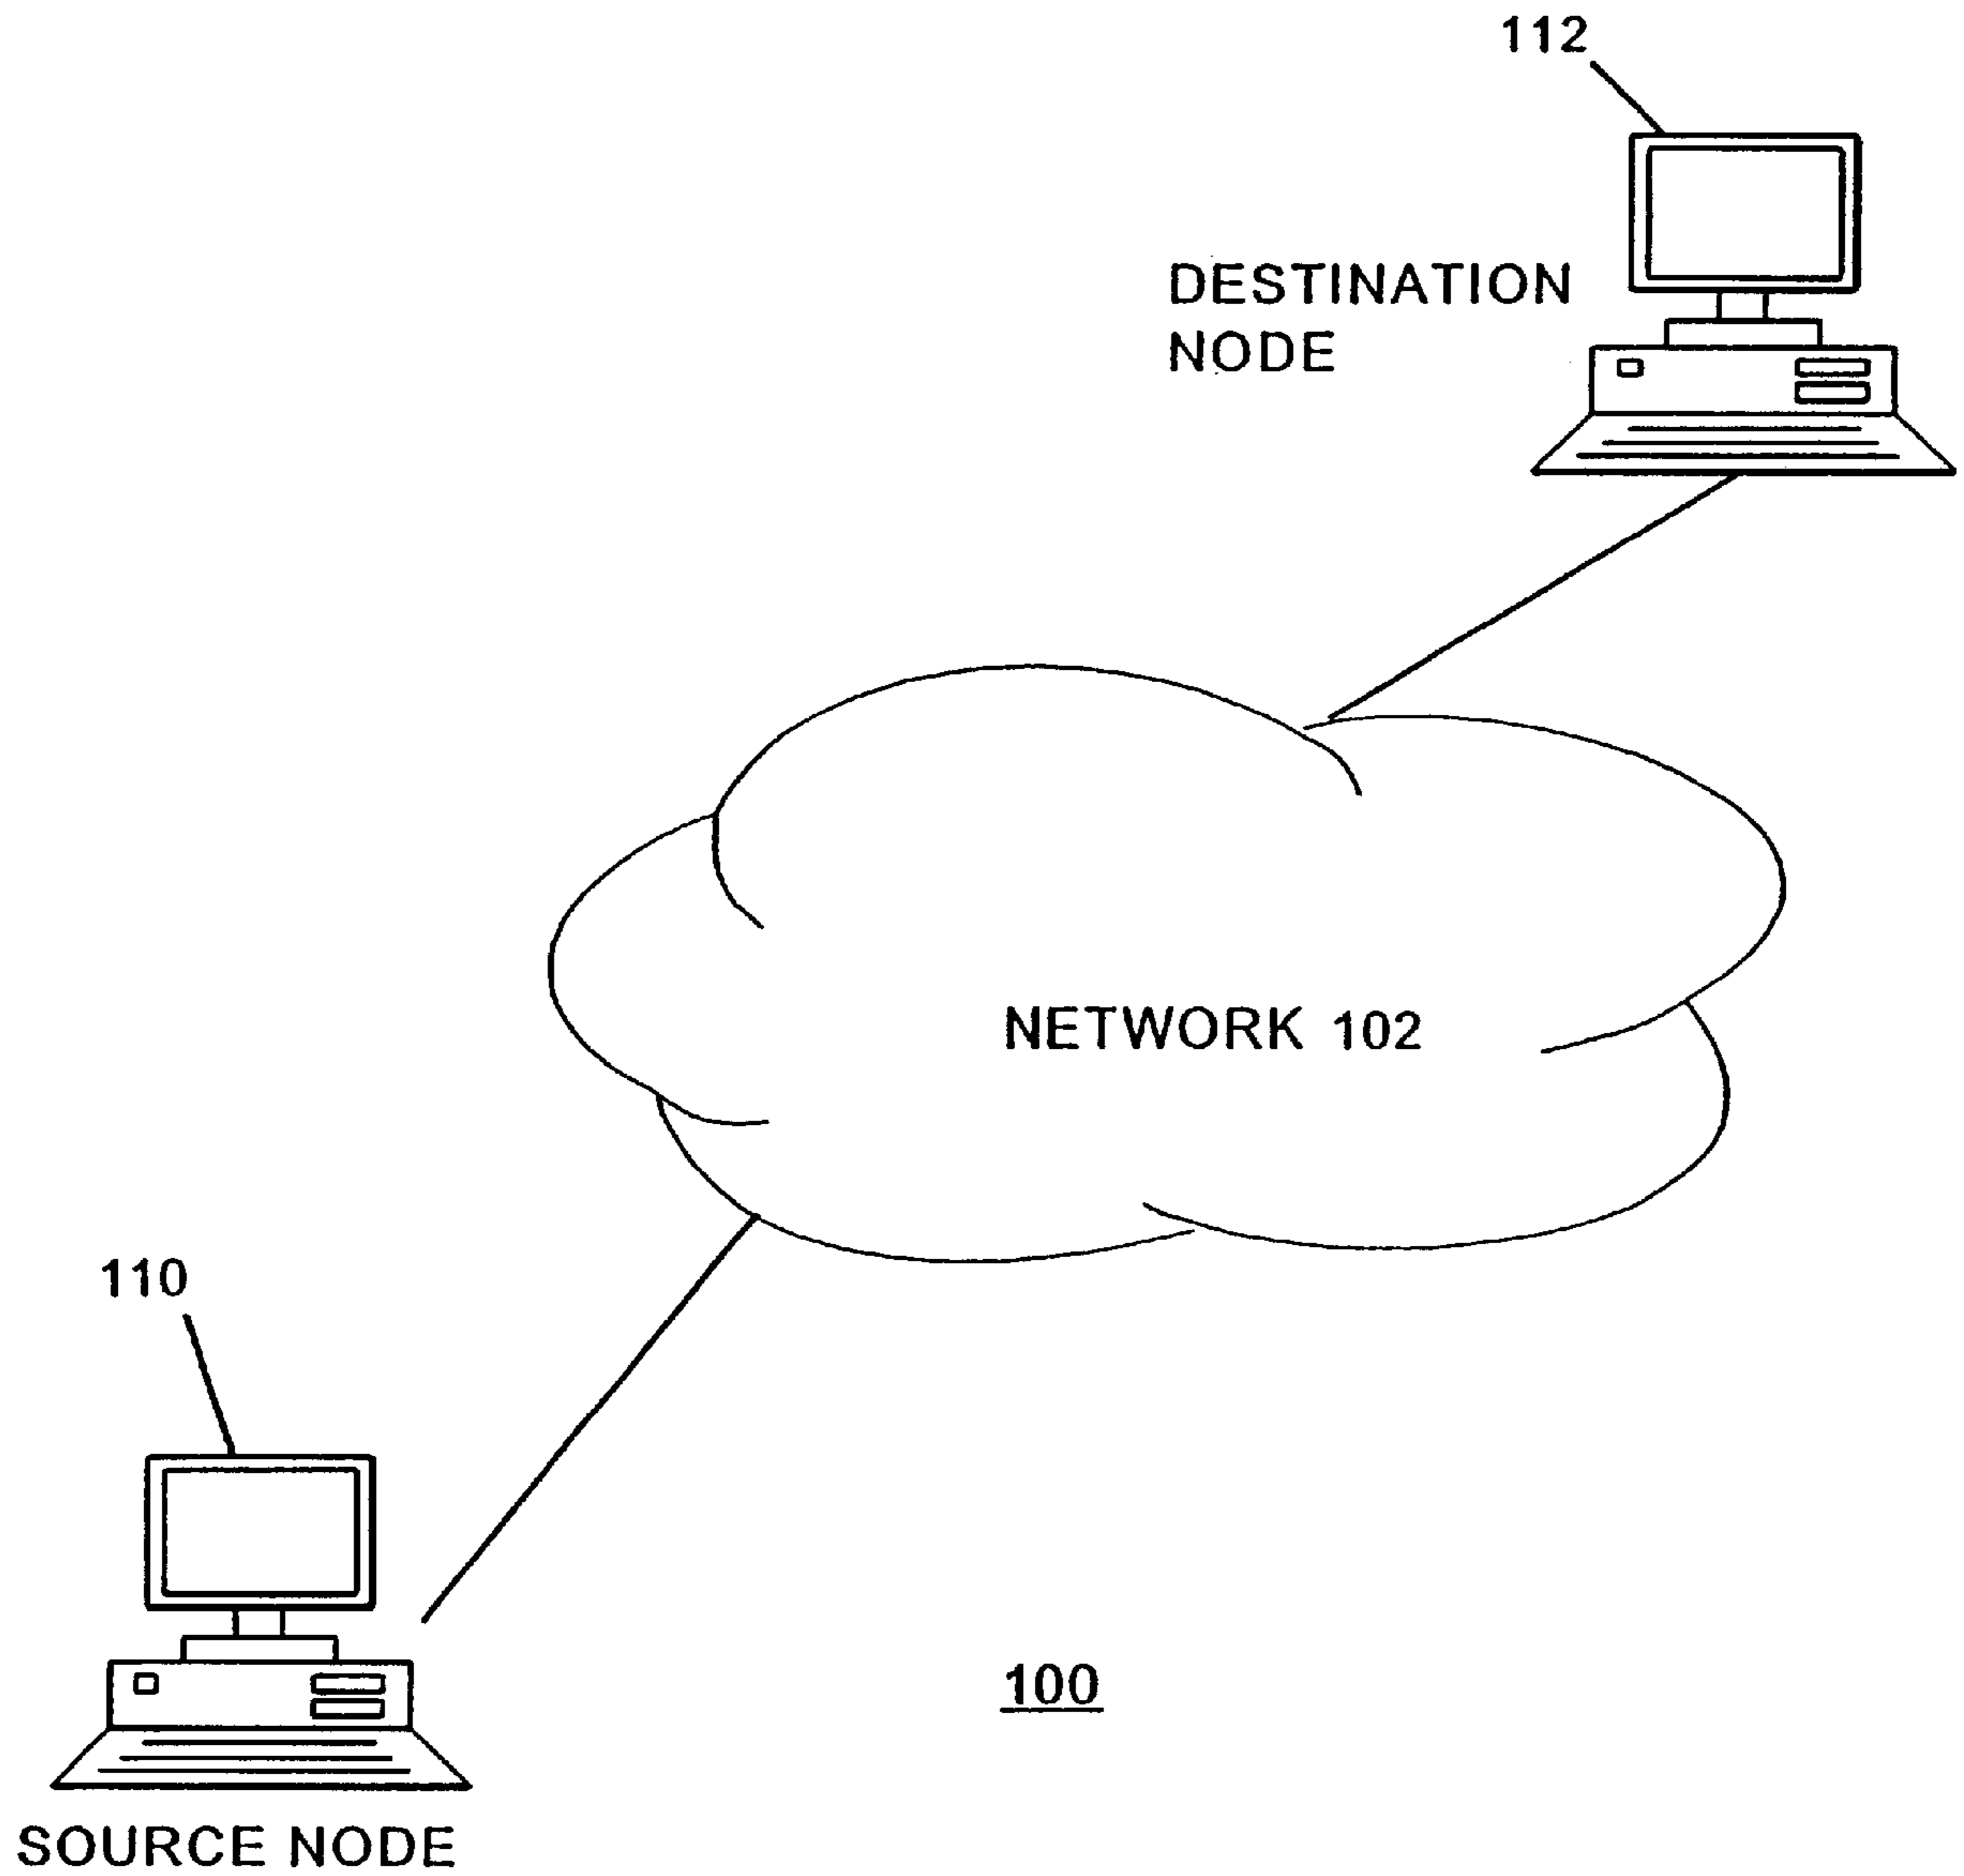 112
DESTINATION
NODE
NETWORK 102
110
100
SOURCE NODE